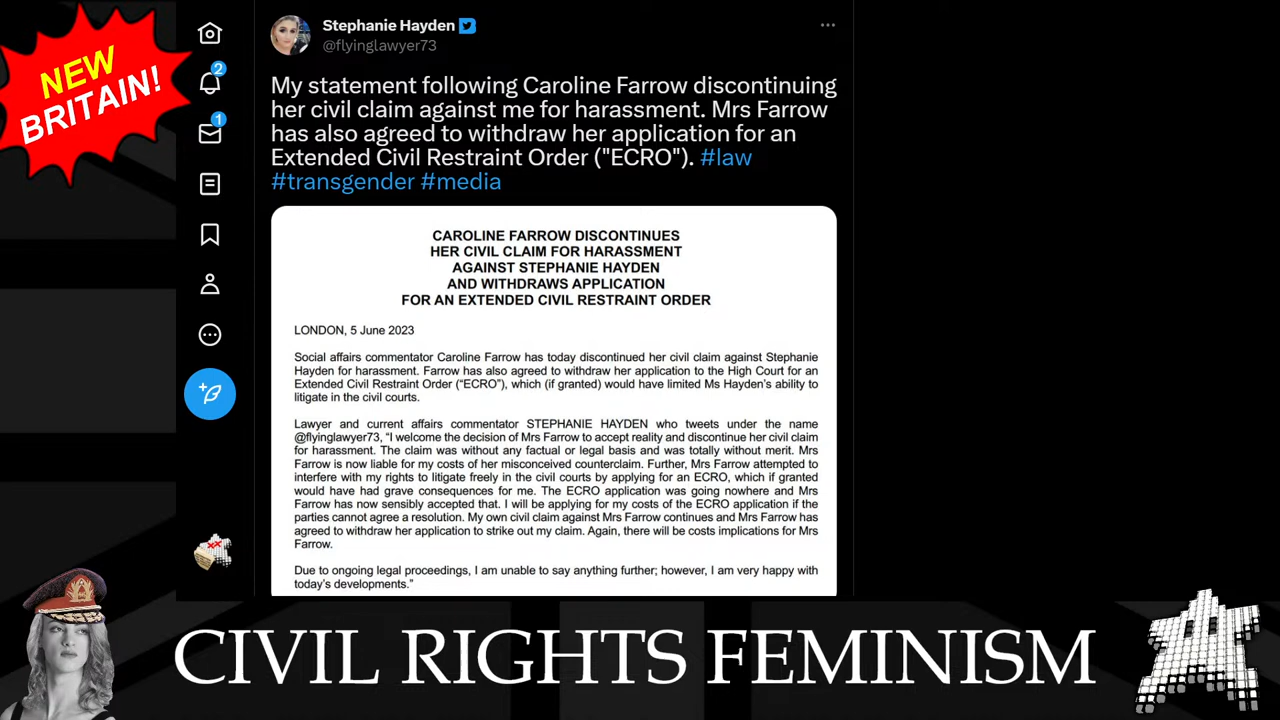 NEW
BRITAIN!
Stephanie Hayden
@flyinglawyer73
2
1
My statement following Caroline Farrow discontinuing
her civil claim against me for harassment. Mrs Farrow
has also agreed to withdraw her application for an
Extended Civil Restraint Order ("ECRO"). #law
#transgender #media
CAROLINE FARROW DISCONTINUES
HER CIVIL CLAIM FOR HARASSMENT
AGAINST STEPHANIE HAYDEN
AND WITHDRAWS APPLICATION
FOR AN EXTENDED CIVIL RESTRAINT ORDER
LONDON, 5 June 2023
Social affairs commentator Caroline Farrow has today discontinued her civil claim against Stephanie
Hayden for harassment. Farrow has also agreed to withdraw her application to the High Court for an
Extended Civil Restraint Order (“ECRO”), which (if granted) would have limited Ms Hayden’s ability to
litigate in the civil courts.
Lawyer and current affairs commentator STEPHANIE HAYDEN who tweets under the name
@flyinglawyer73, “I welcome the decision of Mrs Farrow to accept reality and discontinue her civil claim
for harassment. The claim was without any factual or legal basis and was totally without merit. Mrs
Farrow is now liable for my costs of her misconceived counterclaim. Further, Mrs Farrow attempted to
interfere with my rights to litigate freely in the civil courts by applying for an ECRO, which if granted
would have had grave consequences for me. The ECRO application was going nowhere and Mrs
Farrow has now sensibly accepted that. I will be applying for my costs of the ECRO application if the
parties cannot agree a resolution. My own civil claim against Mrs Farrow continues and Mrs Farrow has
agreed to withdraw her application to strike out my claim. Again, there will be costs implications for Mrs
Farrow.
Due to ongoing legal proceedings, I am unable to say anything further; however, I am very happy with
today’s developments.”
CIVIL RIGHTS FEMINISM